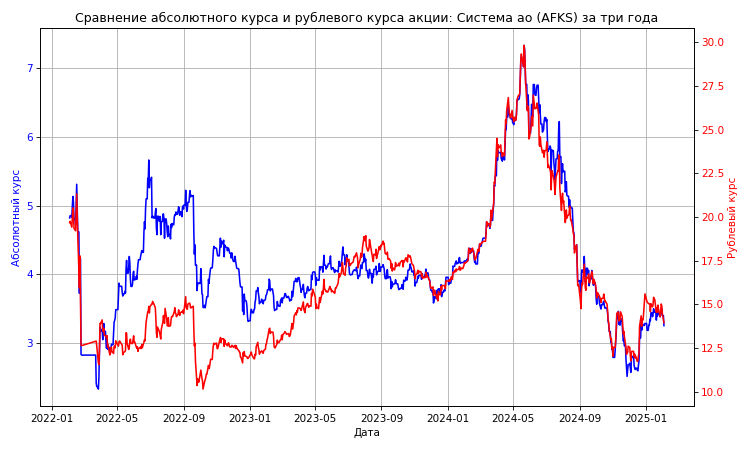 Сравнение абсолютного курса и рублевого курса акции: Система ао (AFKS) за три года
30.0
7
27.5
25.0
6
22.5
5
20.0
Абсолютный курс
Рублевый курс
17.5
4
15.0
3
12.5
10.0
2022-01 2022-05 2022-09 2023-01 2023-05 2023-09 2024-01 2024-05 2024-09 2025-01
Дата